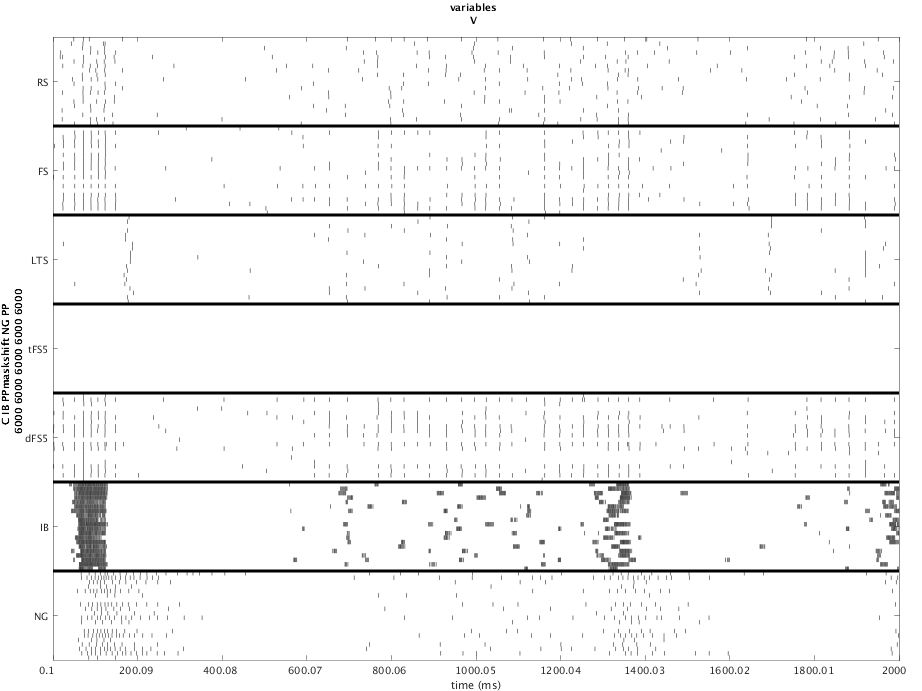 variables
V
RS
FS
LTS
tFS5
dFS5
IB
NG
C IB PPmaskshift NG PP
6000 6000 6000 6000 6000
0.1 200.09 400.08 600.07 800.06 1000.05 1200.04 1400.03 1600.02 1800.01 2000
time (ms)